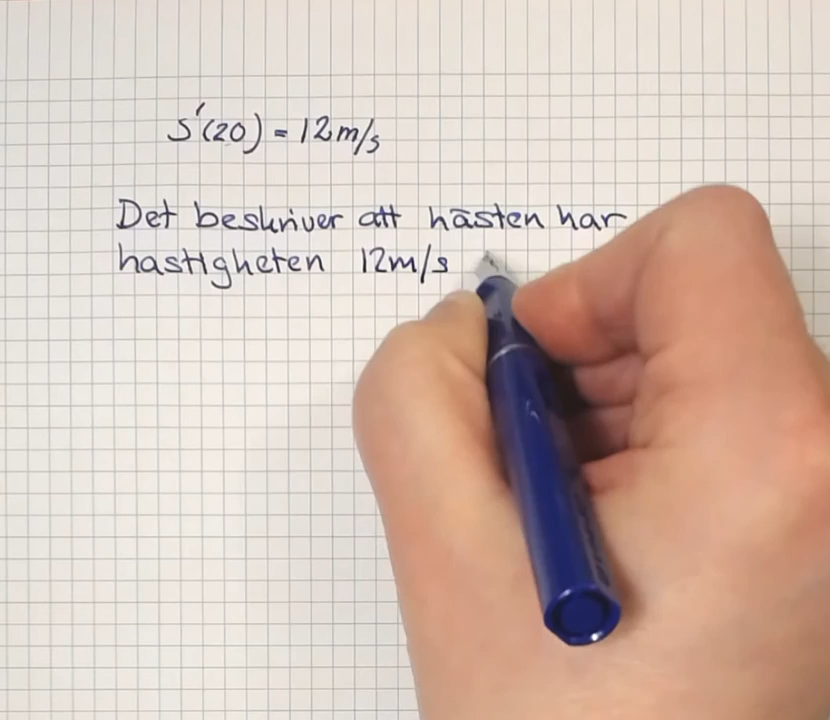 S'(20) = 12m/s
Det beskriver att hästen har
hastigheten 12m/s